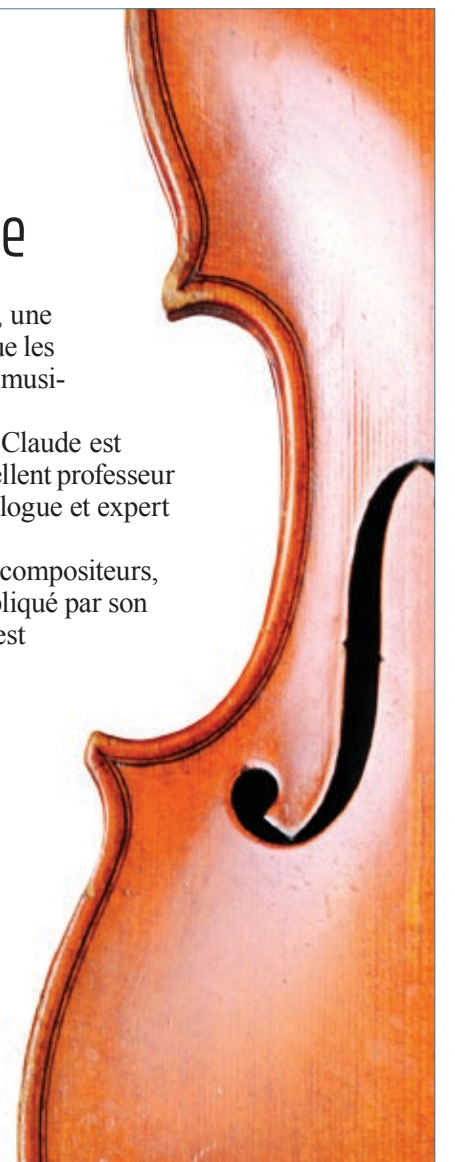 e
, une
ue les
musi-
Claude est
ellent professeur
logue et expert
compositeurs,
pliqué par son
est